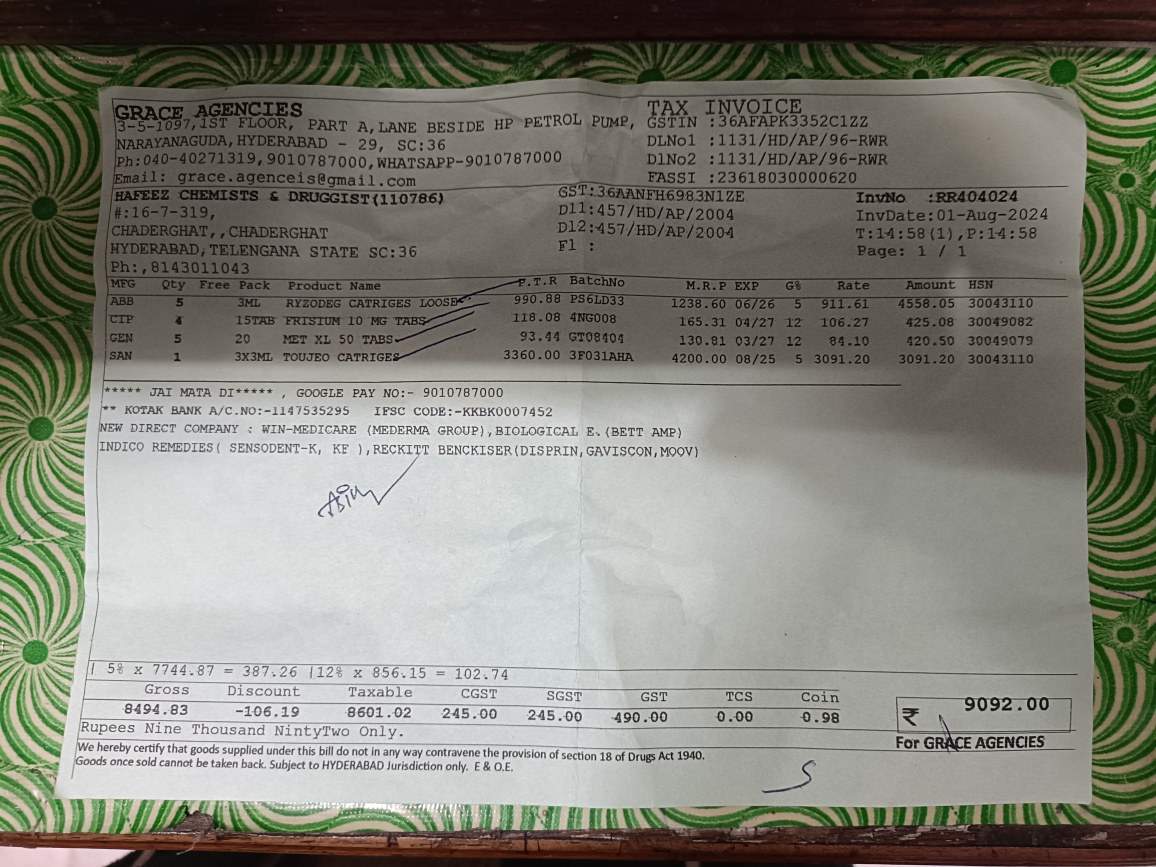 GRACE AGENCIES
3-5-1097,1ST FLOOR, PART A,LANE BESIDE HP PETROL PUMP,
NARAYANAGUDA,HYDERABAD - 29, SC:36
Ph:040-40271319,9010787000,WHATSAPP-9010787000
Email: grace.agenceis@gmail.com
TAX INVOICE
GSTIN :36AFAPK3352C1ZZ
DLNo1 :1131/HD/AP/96-RWR
DlNo2 :1131/HD/AP/96-RWR
FASSI :23618030000620
HAFEEZ CHEMISTS & DRUGGIST(110786)
#:16-7-319,
CHADERGHAT,,CHADERGHAT
HYDERABAD,TELENGANA STATE SC:36
Ph:,8143011043
GST:36AANFH6983N1ZE
Dl1:457/HD/AP/2004
Dl2:457/HD/AP/2004
Fl :
InvNo :RR404024
InvDate:01-Aug-2024
T:14:58(1),P:14:58
Page: 1 / 1
MFG Qty Free Pack Product Name P.T.R BatchNo M.R.P EXP G% Rate Amount HSN
ABB 5 3ML RYZODEG CATRIGES LOOSE 990.88 PS6LD33 1238.60 06/26 5 911.61 4558.05 30043110
CIP 4 15TAB FRISIUM 10 MG TABS 118.08 4NG008 165.31 04/27 12 106.27 425.08 30049082
GEN 5 20 MET XL 50 TABS 93.44 GT08404 130.81 03/27 12 84.10 420.50 30049079
SAN 1 3X3ML TOUJEO CATRIGES 3360.00 3F031AHA 4200.00 08/25 5 3091.20 3091.20 30043110
***** JAI MATA DI***** , GOOGLE PAY NO:- 9010787000
** KOTAK BANK A/C.NO:-1147535295 IFSC CODE:-KKBK0007452
NEW DIRECT COMPANY : WIN-MEDICARE (MEDERMA GROUP),BIOLOGICAL E.(BETT AMP)
INDICO REMEDIES( SENSODENT-K, KF ),RECKITT BENCKISER(DISPRIN,GAVISCON,MOOV)
| 5% x 7744.87 = 387.26 |12% x 856.15 = 102.74
Gross Discount Taxable CGST SGST GST TCS Coin
8494.83 -106.19 8601.02 245.00 245.00 490.00 0.00 0.98
₹ 9092.00
Rupees Nine Thousand NintyTwo Only.
For GRACE AGENCIES
We hereby certify that goods supplied under this bill do not in any way contravene the provision of section 18 of Drugs Act 1940.
Goods once sold cannot be taken back. Subject to HYDERABAD Jurisdiction only. E & O.E.